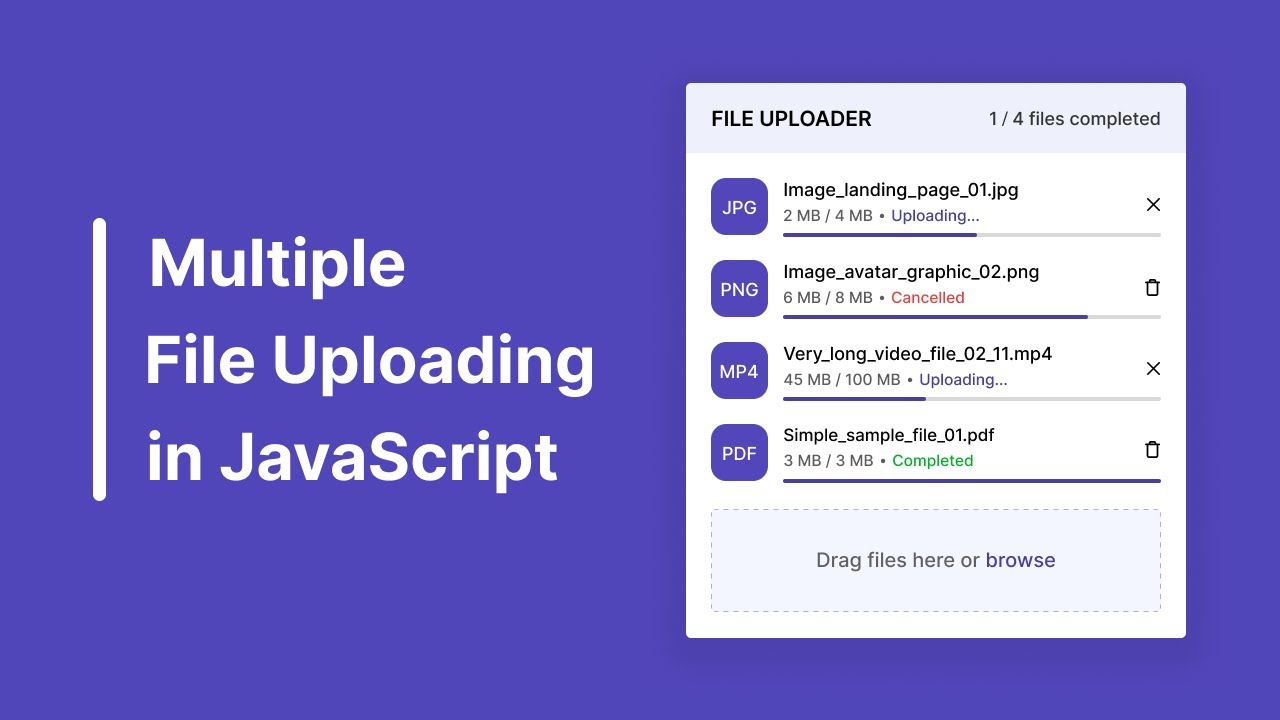 Multiple
File Uploading
in JavaScript
FILE UPLOADER
1 / 4 files completed
JPG
Image_landing_page_01.jpg
2 MB / 4 MB • Uploading...
PNG
Image_avatar_graphic_02.png
6 MB / 8 MB • Cancelled
MP4
Very_long_video_file_02_11.mp4
45 MB / 100 MB • Uploading...
PDF
Simple_sample_file_01.pdf
3 MB / 3 MB • Completed
Drag files here or browse